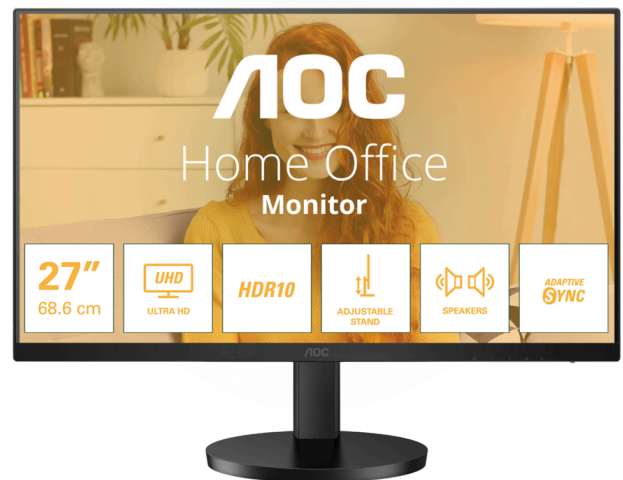 AOC
Home Office
Monitor
27"
68.6 cm
UHD
ULTRA HD
HDR10
ADJUSTABLE
STAND
SPEAKERS
ADAPTIVE
SYNC
AOC